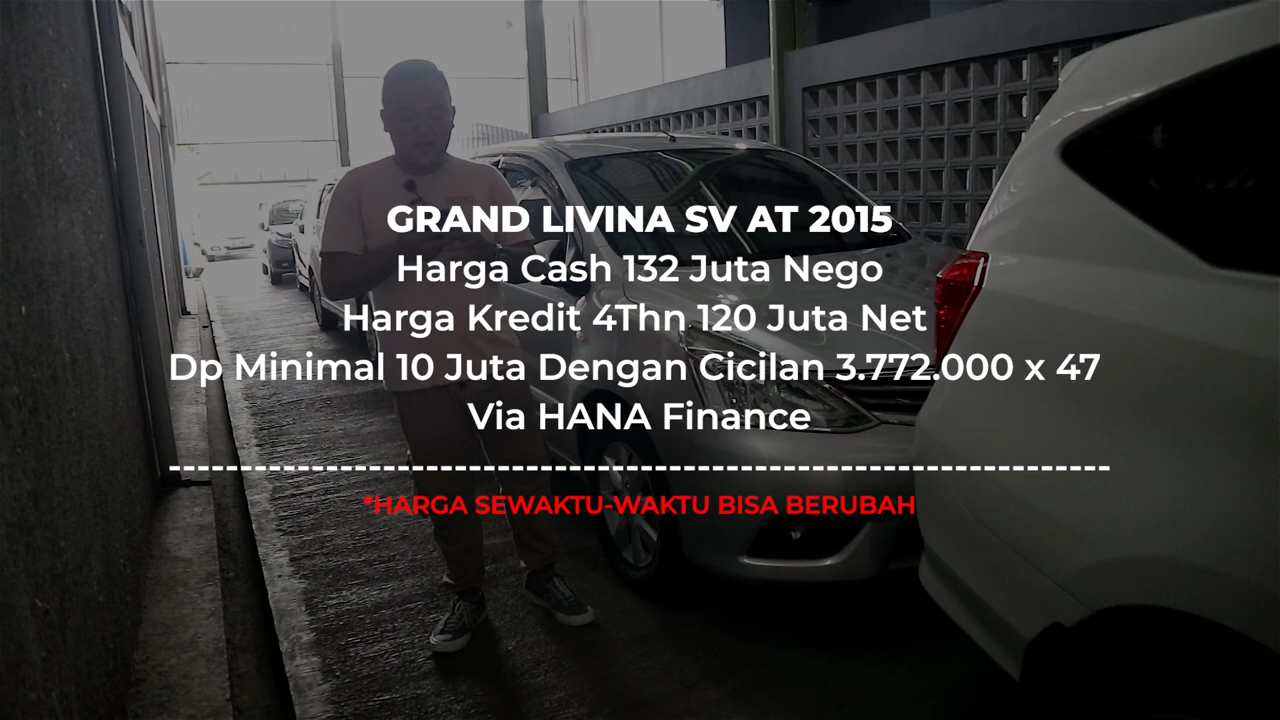 GRAND LIVINA SV AT 2015
Harga Cash 132 Juta Nego
Harga Kredit 4Thn 120 Juta Net
Dp Minimal 10 Juta Dengan Cicilan 3.772.000 x 47
Via HANA Finance
------------------------------------------------------------------
*HARGA SEWAKTU-WAKTU BISA BERUBAH